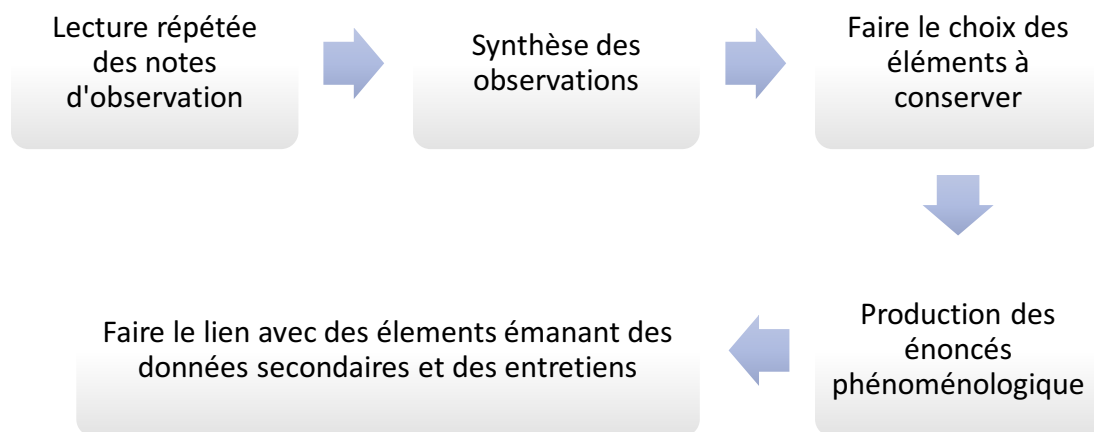 Lecture répétée
des notes
d'observation
Synthèse des
observations
Faire le choix des
éléments à
conserver
Production des
énoncés
phénoménologique
Faire le lien avec des élements émanant des
données secondaires et des entretiens